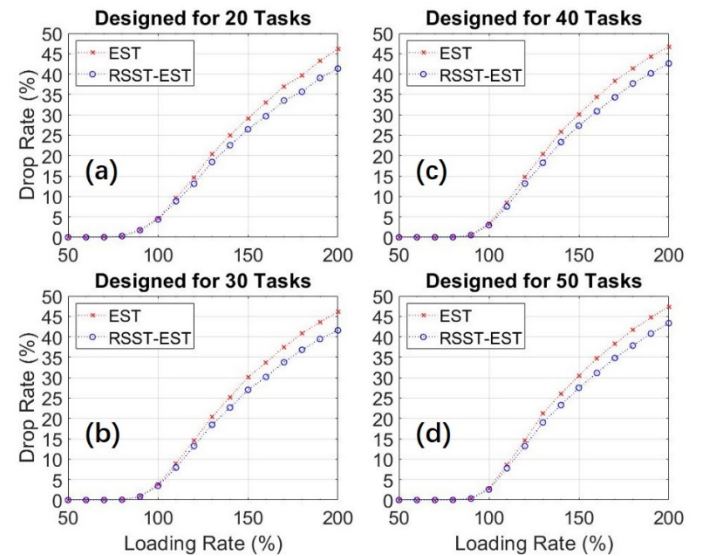 Designed for 20 Tasks
50
45
40
35
30
25
20
15
10
5
0
Drop Rate (%)
EST
RSST-EST
(a)
50 100 150 200
Designed for 40 Tasks
50
45
40
35
30
25
20
15
10
5
0
EST
RSST-EST
(c)
50 100 150 200
Designed for 30 Tasks
50
45
40
35
30
25
20
15
10
5
0
Drop Rate (%)
EST
RSST-EST
(b)
50 100 150 200
Loading Rate (%)
Designed for 50 Tasks
50
45
40
35
30
25
20
15
10
5
0
EST
RSST-EST
(d)
50 100 150 200
Loading Rate (%)